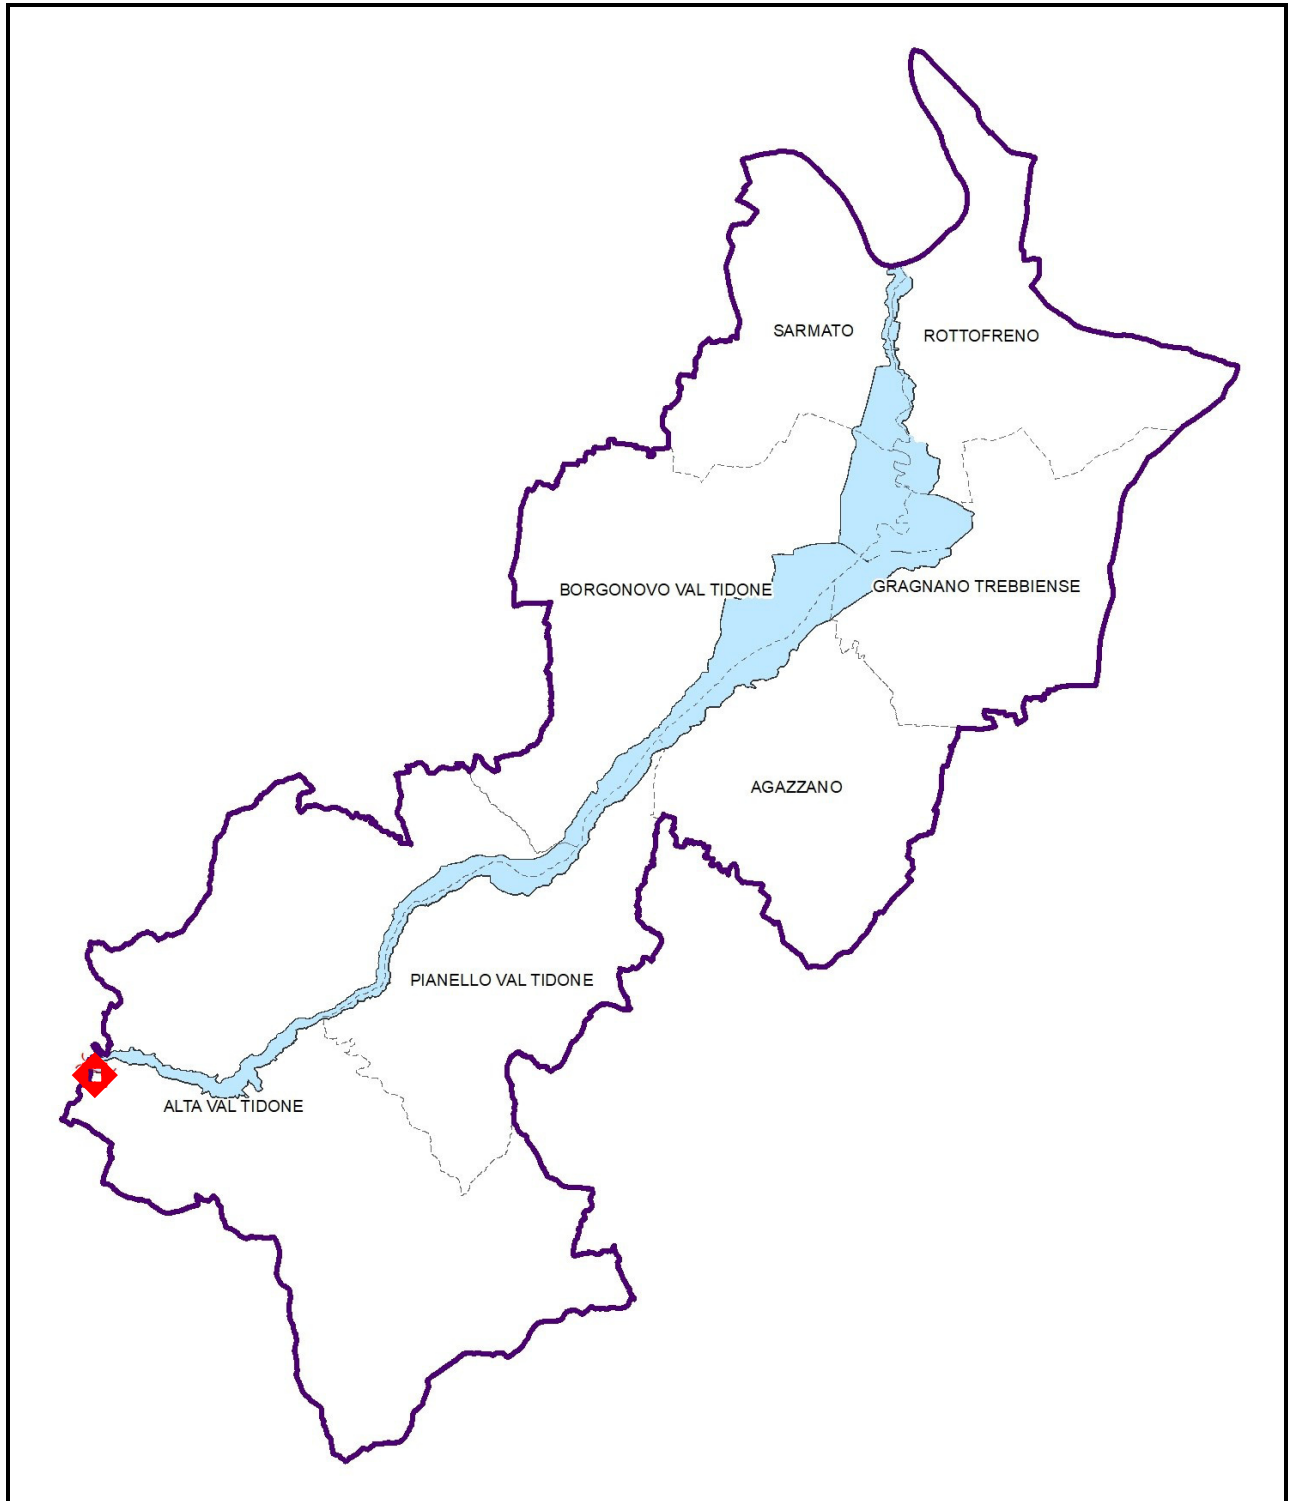 SARMATO
ROTTOFRENO
BORGONOVO VAL TIDONE
GRAGNANO TREBBIENSE
AGAZZANO
PIANELLO VAL TIDONE
ALTA VAL TIDONE